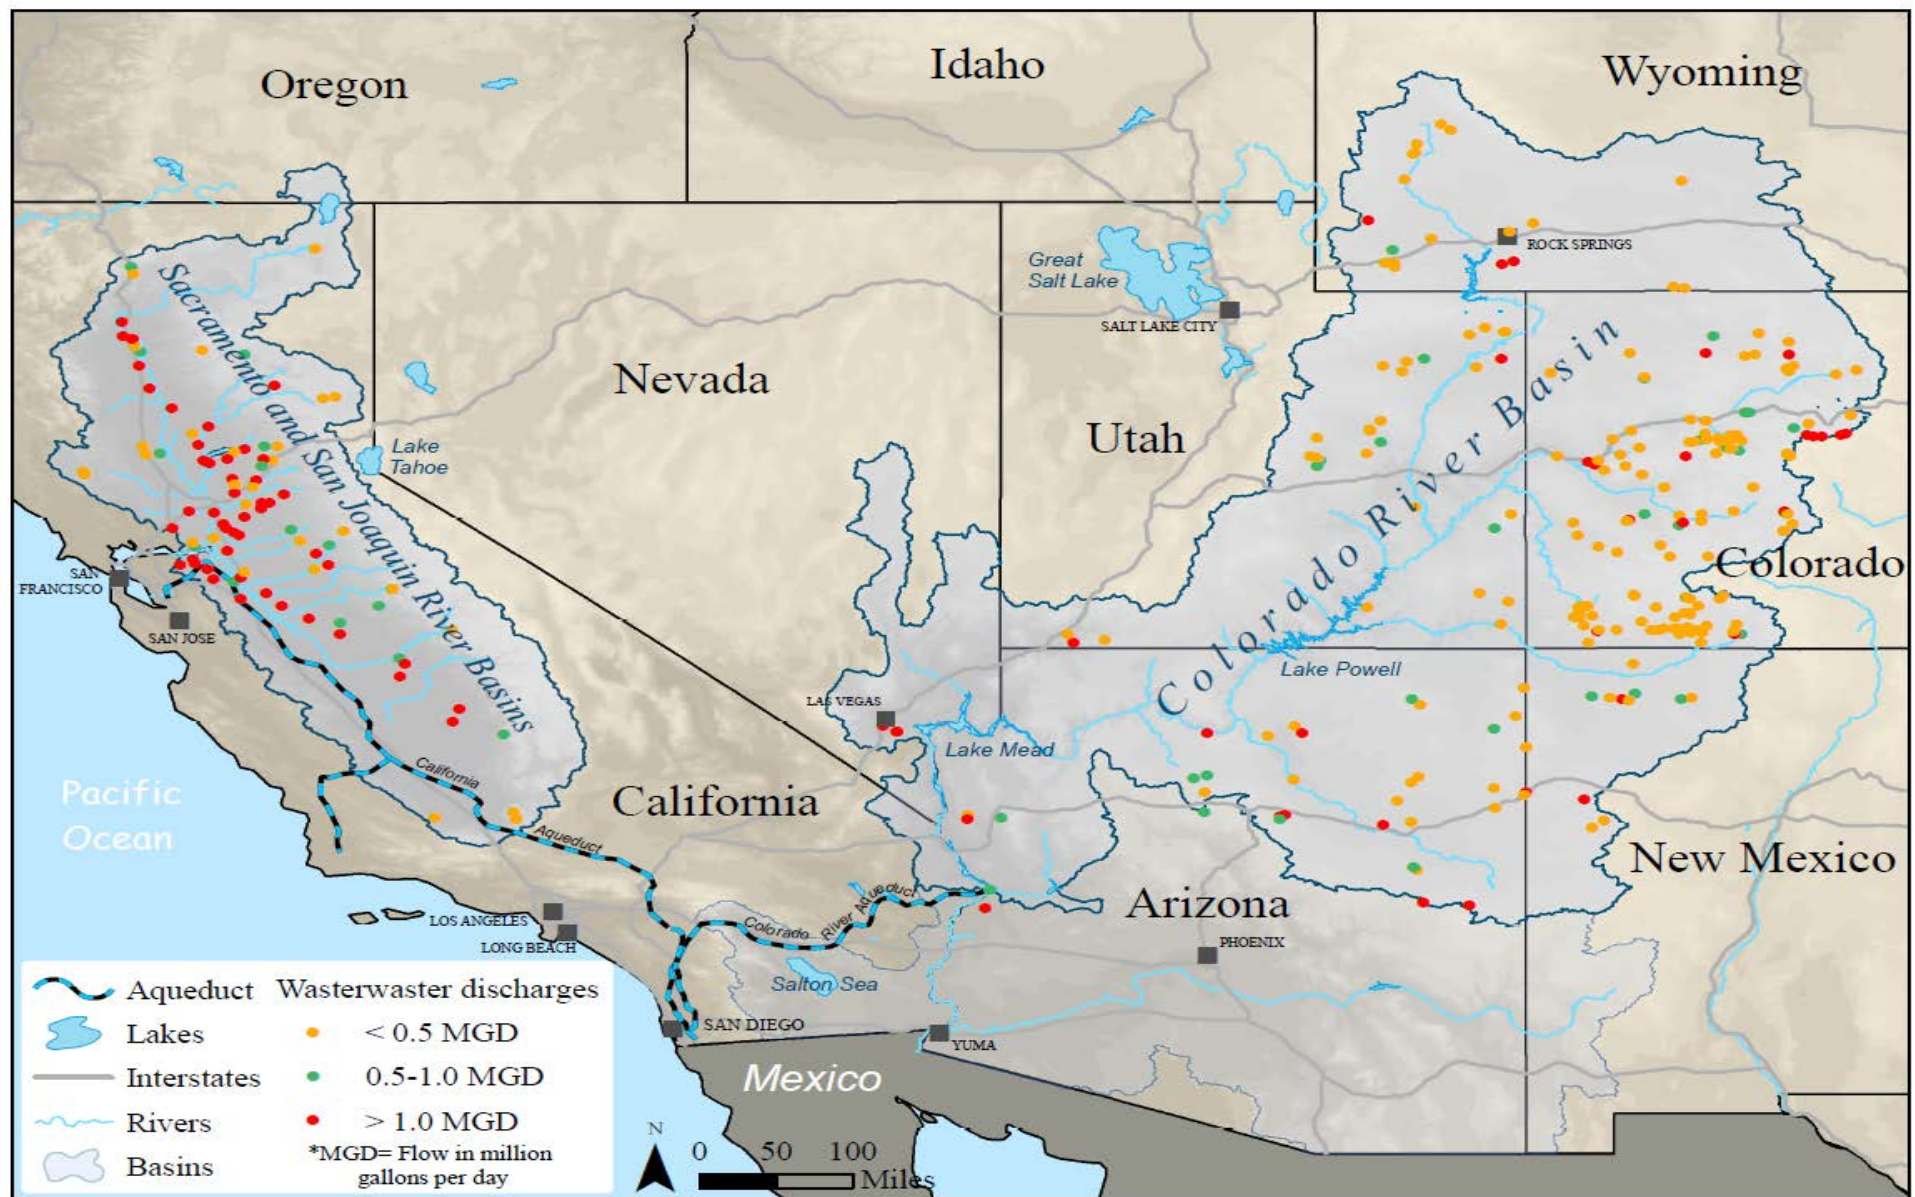 Oregon
Idaho
Wyoming
Great
Salt Lake
ROCK SPRINGS
SALT LAKE CITY
Sacramento and San Joaquin River Basins
Nevada
Utah
Colorado River Basin
Lake
Tahoe
Colorado
SAN
FRANCISCO
SAN JOSE
Lake Powell
LAS VEGAS
Lake Mead
California
Pacific
Ocean
California
Aqueduct
New Mexico
Arizona
Colorado River Aqueduct
LOS ANGELES
LONG BEACH
PHOENIX
Salton Sea
SAN DIEGO
YUMA
Mexico
Aqueduct
Lakes
Interstates
Rivers
Basins
Wasterwaster discharges
< 0.5 MGD
0.5-1.0 MGD
> 1.0 MGD
*MGD= Flow in million
gallons per day
N
0 50 100
Miles